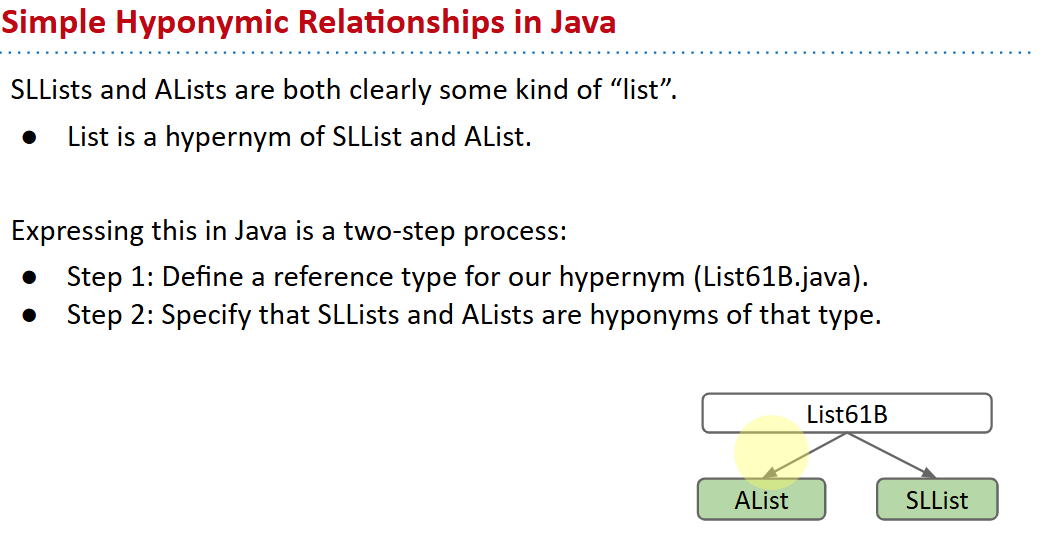 Simple Hyponymic Relationships in Java
SLLists and ALists are both clearly some kind of “list”.
● List is a hypernym of SLList and AList.
Expressing this in Java is a two-step process:
● Step 1: Define a reference type for our hypernym (List61B.java).
● Step 2: Specify that SLLists and ALists are hyponyms of that type.
List61B
AList
SLList